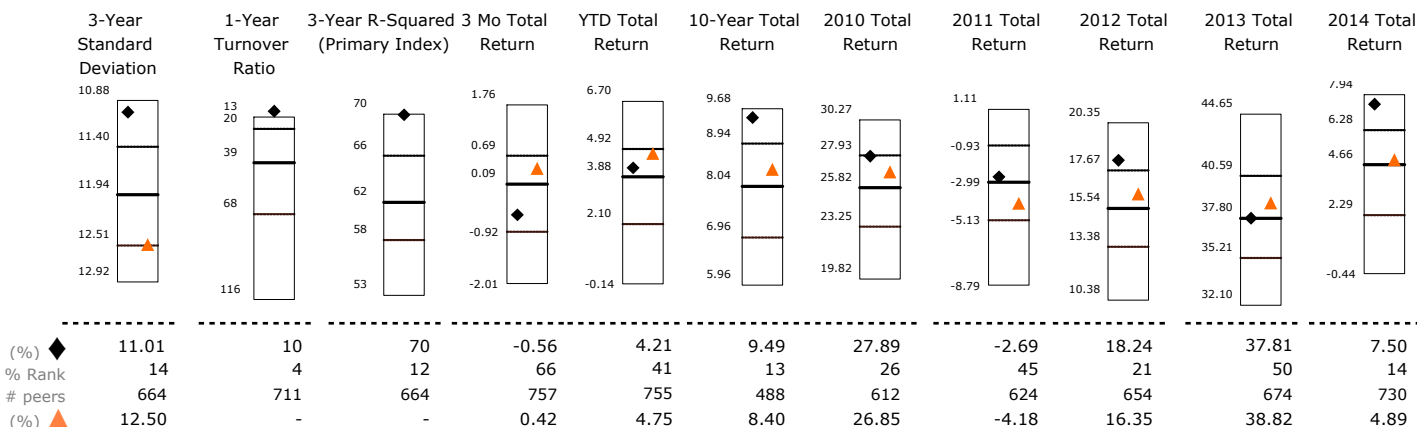 3-Year 1-Year 3-Year R-Squared 3 Mo Total YTD Total 10-Year Total 2010 Total 2011 Total 2012 Total 2013 Total 2014 Total
Standard Turnover (Primary Index) Return Return Return Return Return Return Return Return
Deviation Ratio
10.88 13 70 1.76 6.70 9.68 30.27 1.11 20.35 44.65 7.94
11.40 20 66 0.69 4.92 8.94 27.93 -0.93 17.67 40.59 6.28
11.94 39 62 0.09 3.88 8.04 25.82 -2.99 15.54 37.80 4.66
12.51 68 58 -0.92 2.10 6.96 23.25 -5.13 13.38 35.21 2.29
12.92 116 53 -2.01 -0.14 5.96 19.82 -8.79 10.38 32.10 -0.44
(%) 11.01 10 70 -0.56 4.21 9.49 27.89 -2.69 18.24 37.81 7.50
% Rank 14 4 12 66 41 13 26 45 21 50 14
# peers 664 711 664 757 755 488 612 624 654 674 730
(%) 12.50 - - 0.42 4.75 8.40 26.85 -4.18 16.35 38.82 4.89